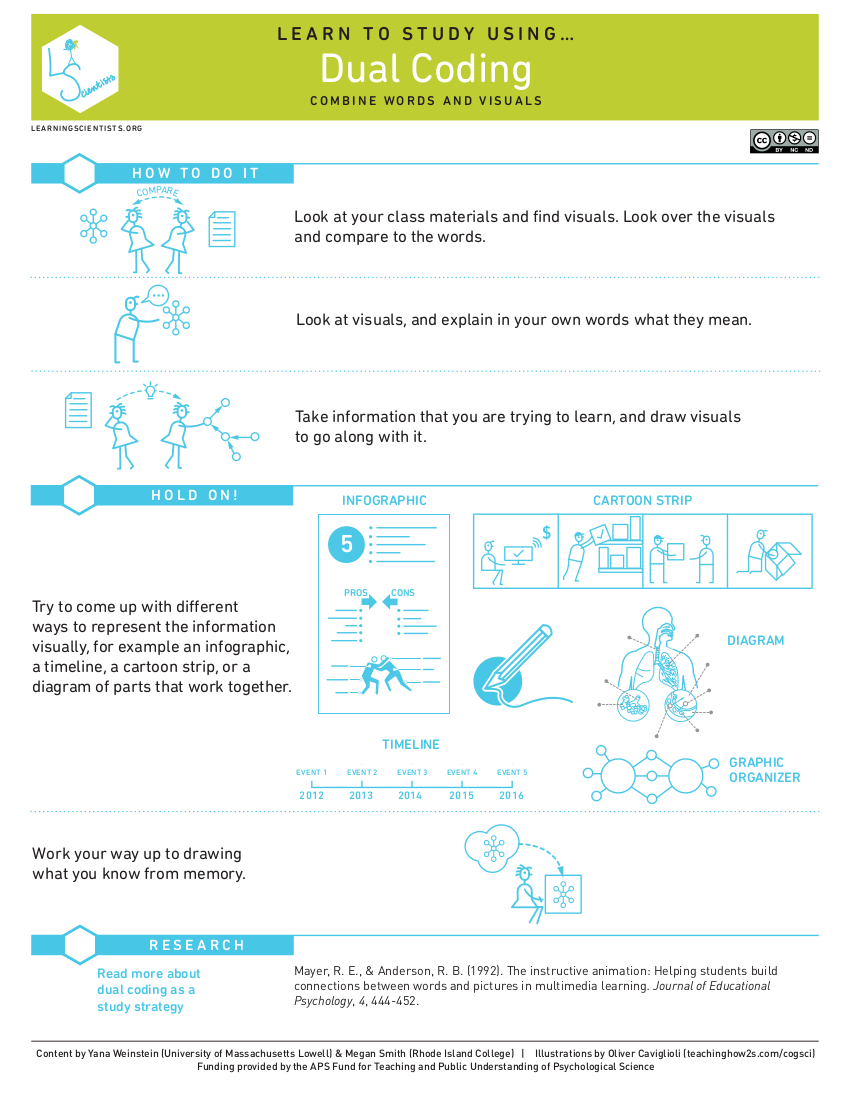 LEARN TO STUDY USING…
Dual Coding
COMBINE WORDS AND VISUALS
LS
cientists
LEARNINGSCIENTISTS.ORG
cc
BY NC ND
HOW TO DO IT
COMPARE
Look at your class materials and find visuals. Look over the visuals
and compare to the words.
Look at visuals, and explain in your own words what they mean.
Take information that you are trying to learn, and draw visuals
to go along with it.
HOLD ON!
Try to come up with different
ways to represent the information
visually, for example an infographic,
a timeline, a cartoon strip, or a
diagram of parts that work together.
INFOGRAPHIC
5
PROS CONS
CARTOON STRIP
$
DIAGRAM
TIMELINE
EVENT 1 EVENT 2 EVENT 3 EVENT 4 EVENT 5
2012 2013 2014 2015 2016
GRAPHIC
ORGANIZER
Work your way up to drawing
what you know from memory.
RESEARCH
Read more about
dual coding as a
study strategy
Mayer, R. E., & Anderson, R. B. (1992). The instructive animation: Helping students build
connections between words and pictures in multimedia learning. Journal of Educational
Psychology, 4, 444-452.
Content by Yana Weinstein (University of Massachusetts Lowell) & Megan Smith (Rhode Island College) | Illustrations by Oliver Caviglioli (teachinghow2s.com/cogsci)
Funding provided by the APS Fund for Teaching and Public Understanding of Psychological Science